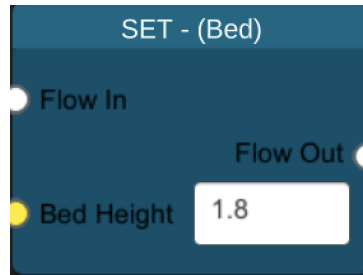 SET - (Bed)
Flow In
Flow Out
Bed Height 1.8